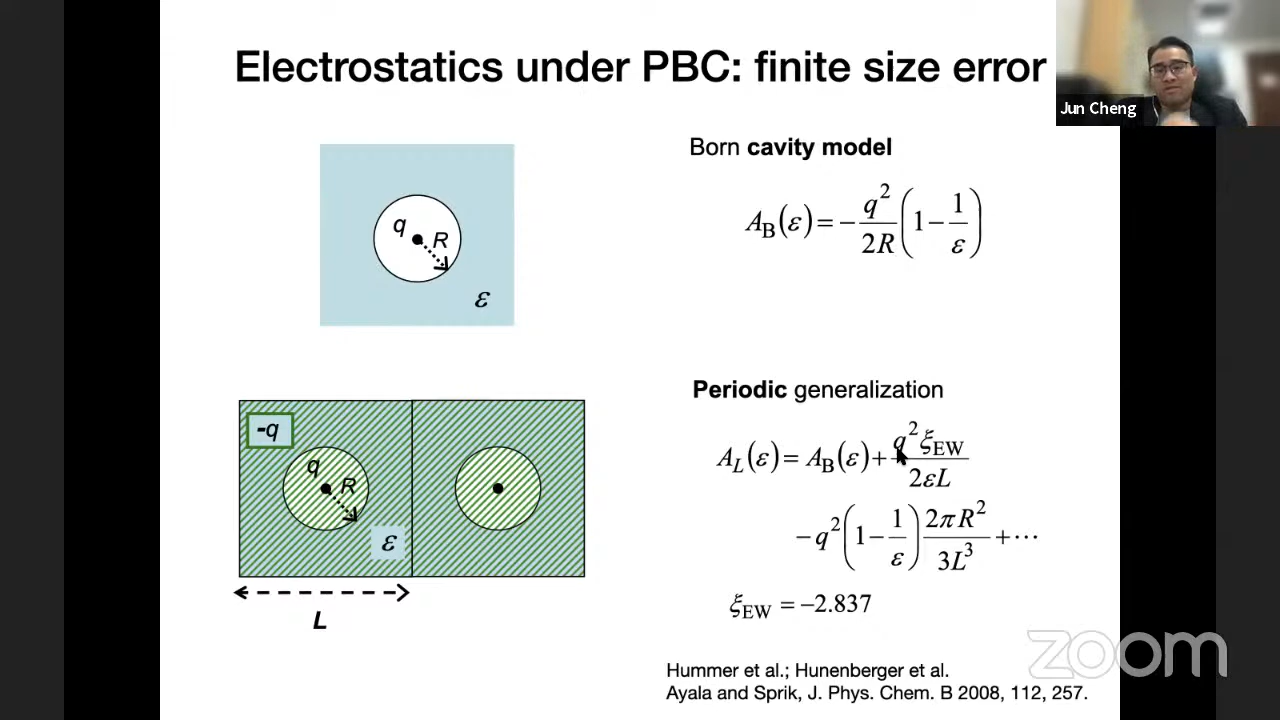 Electrostatics under PBC: finite size error
Jun Cheng
Born cavity model
A_B(ε) = − q²/2R (1 − 1/ε)
q
R
ε
Periodic generalization
-q
q
R
ε
L
A_L(ε) = A_B(ε) + q²ξ_EW/2εL
− q² (1 − 1/ε) 2πR²/3L³ + ⋯
ξ_EW = −2.837
Hummer et al.; Hunenberger et al.
Ayala and Sprik, J. Phys. Chem. B 2008, 112, 257.
zoom